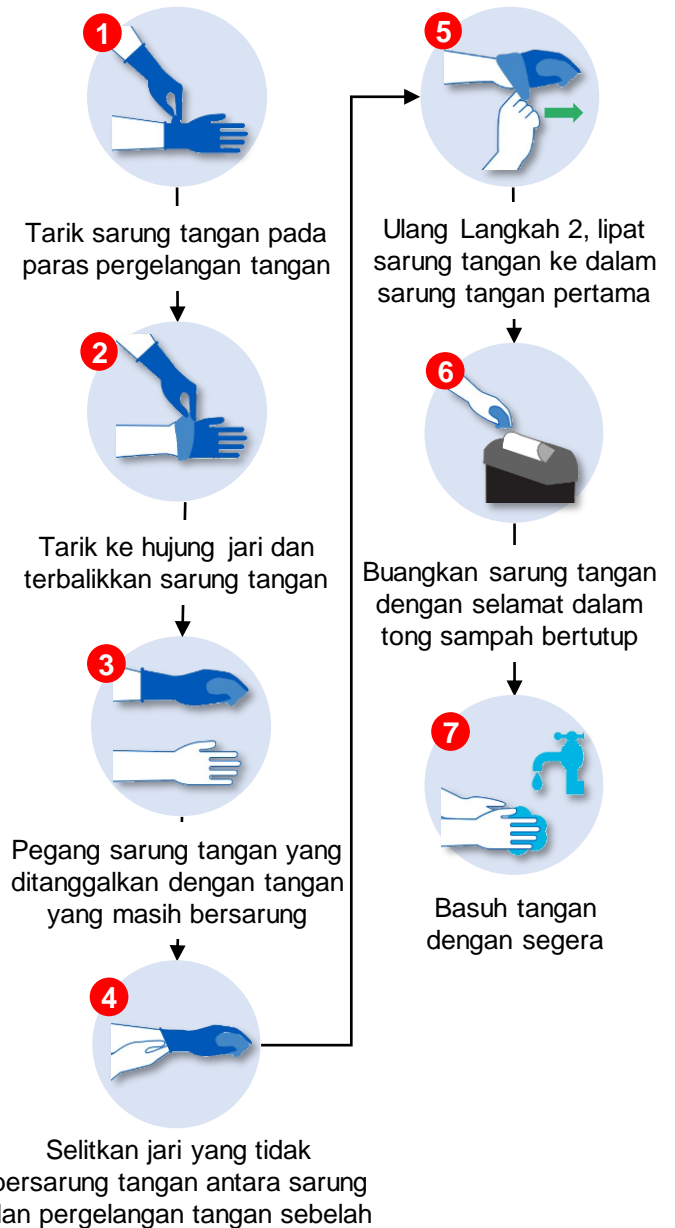 1
Tarik sarung tangan pada
paras pergelangan tangan
2
Tarik ke hujung jari dan
terbalikkan sarung tangan
3
Pegang sarung tangan yang
ditanggalkan dengan tangan
yang masih bersarung
4
Selitkan jari yang tidak
bersarung tangan antara sarung
dan pergelangan tangan sebelah
5
Ulang Langkah 2, lipat
sarung tangan ke dalam
sarung tangan pertama
6
Buangkan sarung tangan
dengan selamat dalam
tong sampah bertutup
7
Basuh tangan
dengan segera